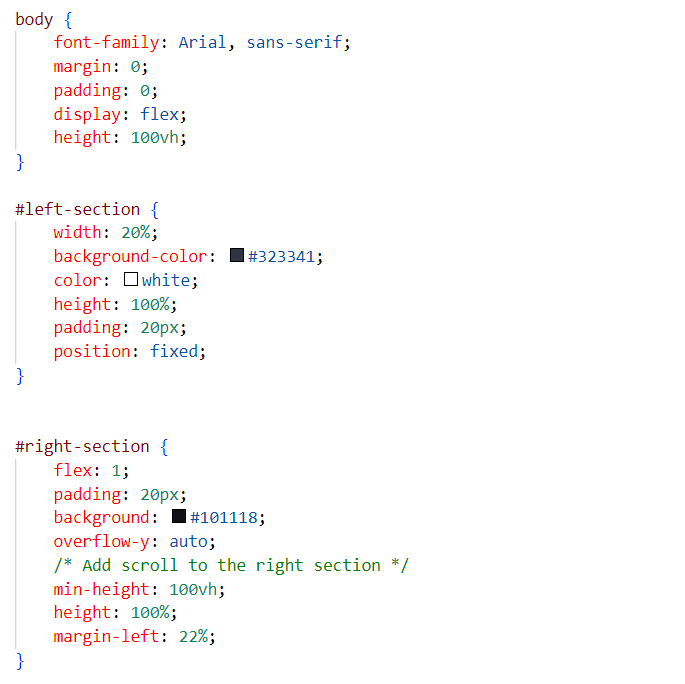 body {
    font-family: Arial, sans-serif;
    margin: 0;
    padding: 0;
    display: flex;
    height: 100vh;
}
#left-section {
    width: 20%;
    background-color: #323341;
    color: white;
    height: 100%;
    padding: 20px;
    position: fixed;
}
#right-section {
    flex: 1;
    padding: 20px;
    background: #101118;
    overflow-y: auto;
    /* Add scroll to the right section */
    min-height: 100vh;
    height: 100%;
    margin-left: 22%;
}